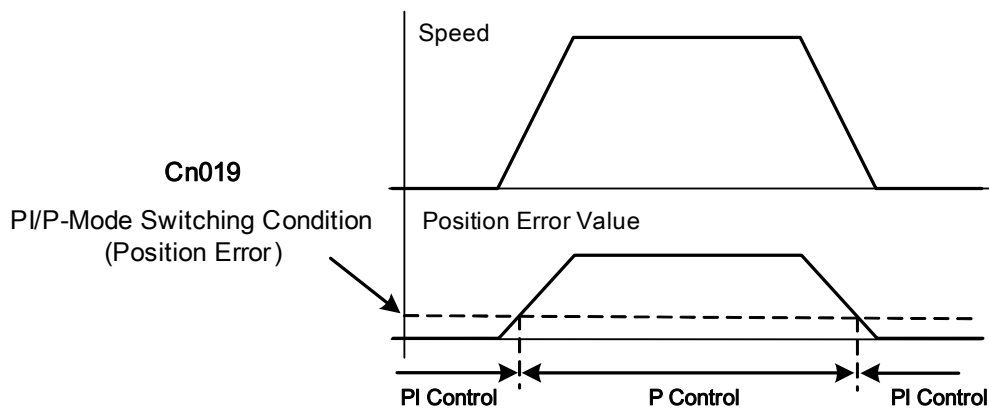 Speed
Cn019
PI/P-Mode Switching Condition
(Position Error)
Position Error Value
PI Control
P Control
PI Control